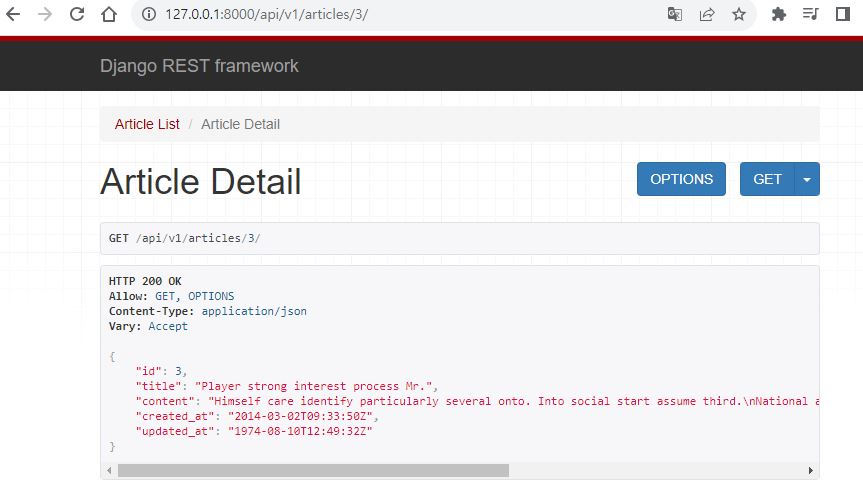 127.0.0.1:8000/api/v1/articles/3/
Django REST framework
Article List / Article Detail
Article Detail
OPTIONS GET
GET /api/v1/articles/3/
HTTP 200 OK
Allow: GET, OPTIONS
Content-Type: application/json
Vary: Accept
{
"id": 3,
"title": "Player strong interest process Mr.",
"content": "Himself care identify particularly several onto. Into social start assume third.\nNational a
"created_at": "2014-03-02T09:33:50Z",
"updated_at": "1974-08-10T12:49:32Z"
}